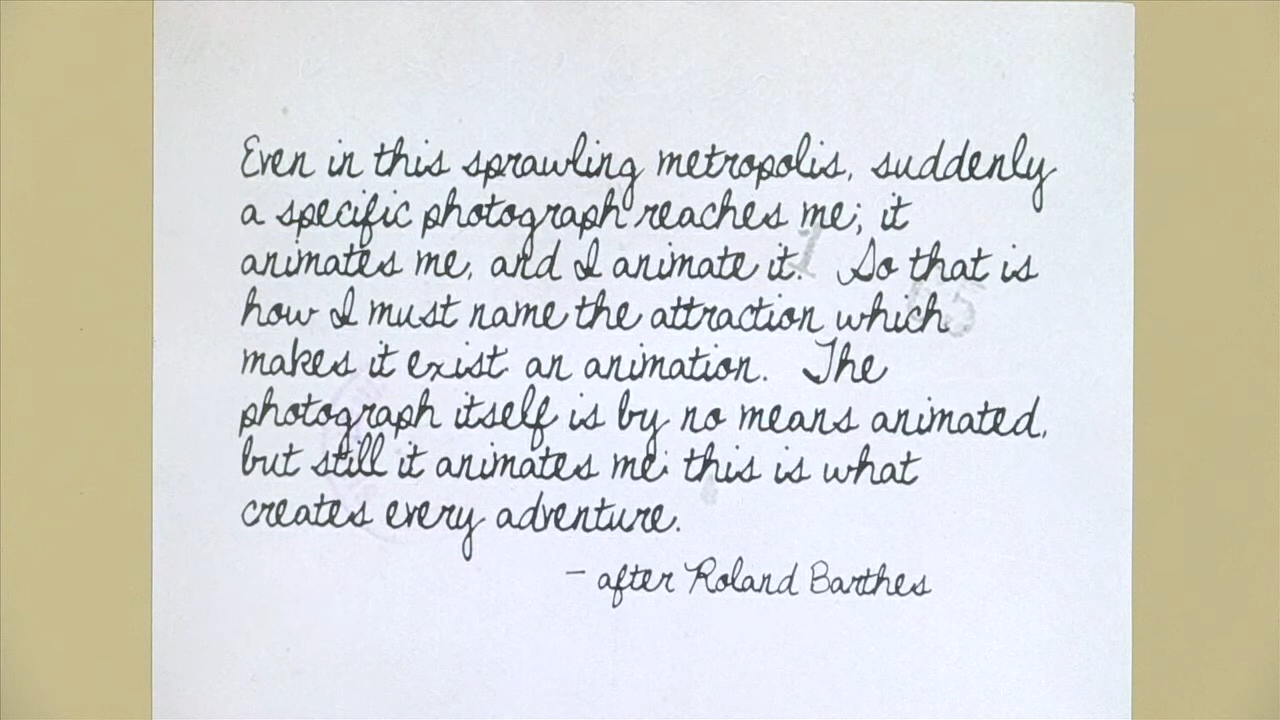 Even in this sprawling metropolis, suddenly
a specific photograph reaches me; it
animates me, and I animate it. So that is
how I must name the attraction which
makes it exist an animation. The
photograph itself is by no means animated,
but still it animates me: this is what
creates every adventure.
– after Roland Barthes